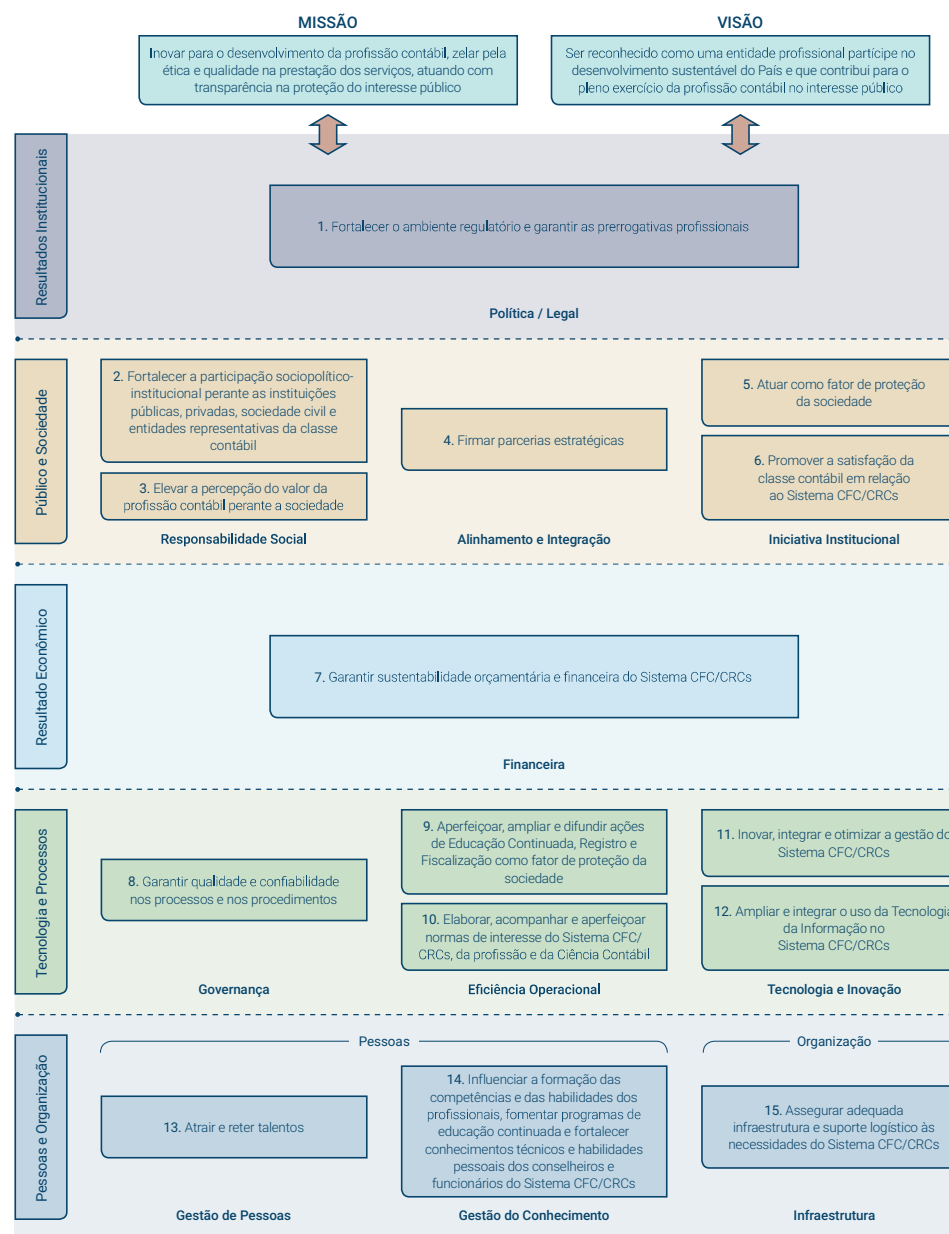 MISSÃO
Inovar para o desenvolvimento da profissão contábil, zelar pela
ética e qualidade na prestação dos serviços, atuando com
transparência na proteção do interesse público
VISÃO
Ser reconhecido como uma entidade profissional partícipe no
desenvolvimento sustentável do País e que contribui para o
pleno exercício da profissão contábil no interesse público
Resultados Institucionais
1. Fortalecer o ambiente regulatório e garantir as prerrogativas profissionais
Política / Legal
Público e Sociedade
2. Fortalecer a participação sociopolítico-
institucional perante as instituições
públicas, privadas, sociedade civil e
entidades representativas da classe
contábil
3. Elevar a percepção do valor da
profissão contábil perante a sociedade
Responsabilidade Social
4. Firmar parcerias estratégicas
Alinhamento e Integração
5. Atuar como fator de proteção
da sociedade
6. Promover a satisfação da
classe contábil em relação
ao Sistema CFC/CRCs
Iniciativa Institucional
Resultado Econômico
7. Garantir sustentabilidade orçamentária e financeira do Sistema CFC/CRCs
Financeira
Tecnologia e Processos
8. Garantir qualidade e confiabilidade
nos processos e nos procedimentos
Governança
9. Aperfeiçoar, ampliar e difundir ações
de Educação Continuada, Registro e
Fiscalização como fator de proteção da
sociedade
10. Elaborar, acompanhar e aperfeiçoar
normas de interesse do Sistema CFC/
CRCs, da profissão e da Ciência Contábil
Eficiência Operacional
11. Inovar, integrar e otimizar a gestão do
Sistema CFC/CRCs
12. Ampliar e integrar o uso da Tecnologia
da Informação no
Sistema CFC/CRCs
Tecnologia e Inovação
Pessoas e Organização
Pessoas
13. Atrair e reter talentos
Gestão de Pessoas
14. Influenciar a formação das
competências e das habilidades dos
profissionais, fomentar programas de
educação continuada e fortalecer
conhecimentos técnicos e habilidades
pessoais dos conselheiros e
funcionários do Sistema CFC/CRCs
Gestão do Conhecimento
Organização
15. Assegurar adequada
infraestrutura e suporte logístico às
necessidades do Sistema CFC/CRCs
Infraestrutura